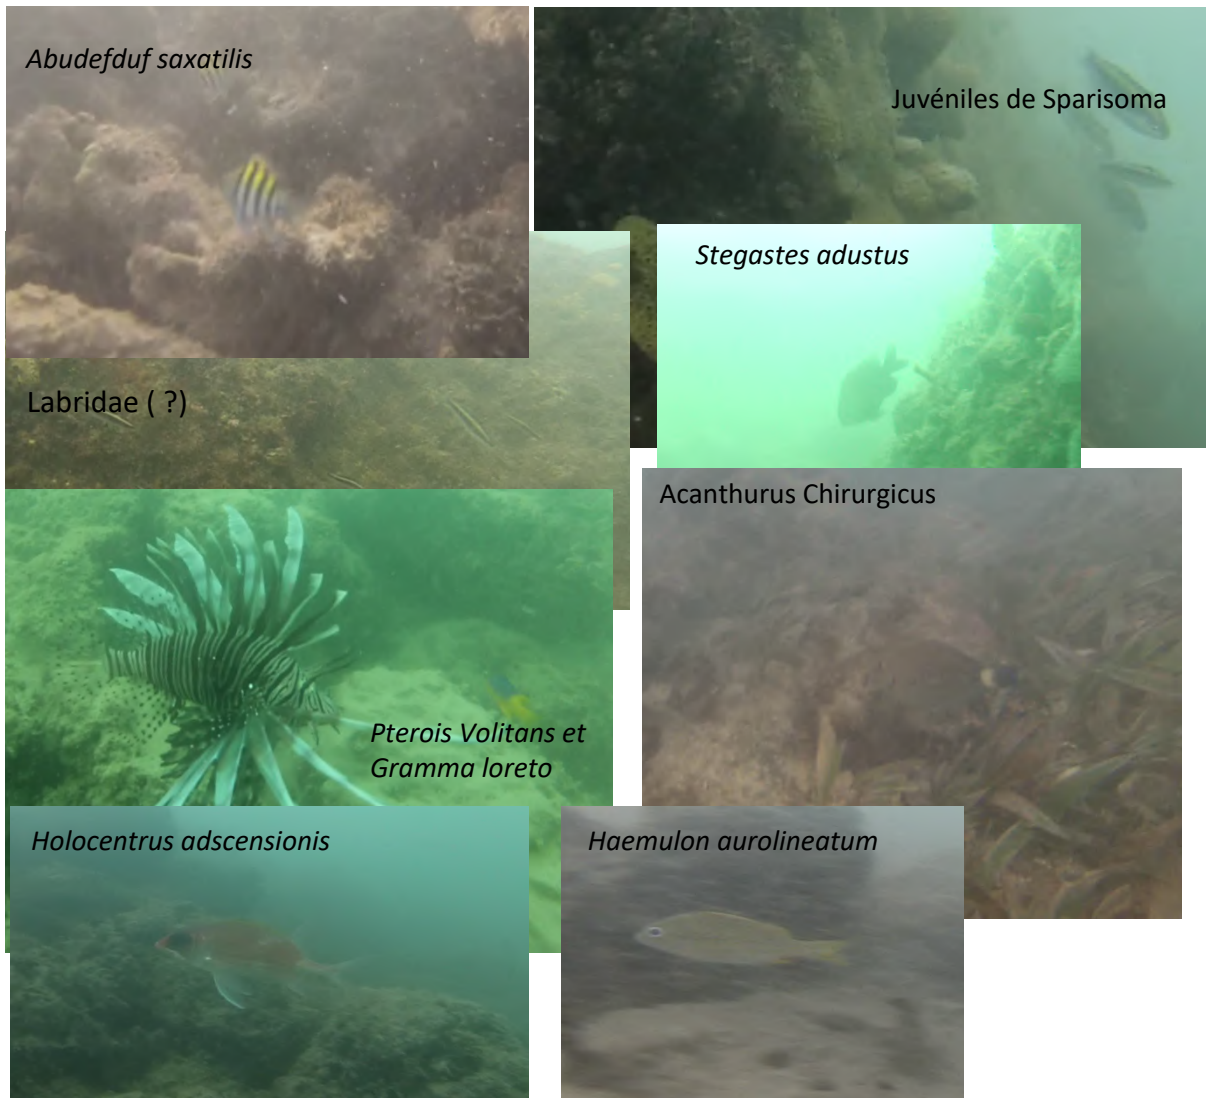 Abudefduf saxatilis
Juvéniles de Sparisoma
Stegastes adustus
Labridae ( ?)
Acanthurus Chirurgicus
Pterois Volitans et
Gramma loreto
Holocentrus adscensionis
Haemulon aurolineatum